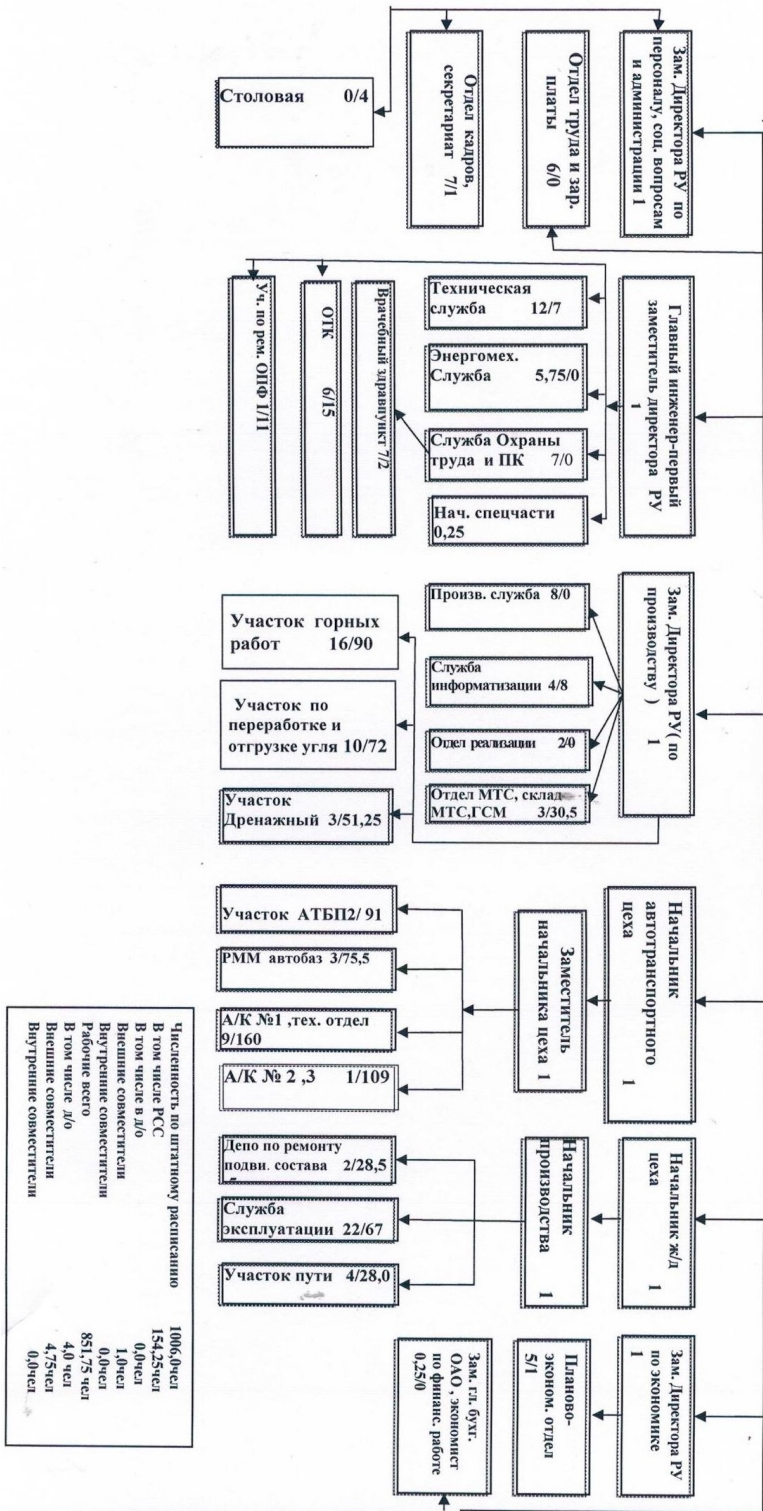 Зам. Директора РУ по
персоналу, соц. вопросам
и администрации 1
Отдел труда и зар.
платы 6/0
Отдел кадров,
секретариат 7/1
Столовая 0/4
Главный инженер-первый
заместитель директора РУ
1
Техническая
служба 12/7
Энергомех.
Служба 5,75/0
Служба Охраны
труда и ПК 7/0
Нач. спецчасти
0,25
Врачебный здравпункт 7/2
ОТК 6/15
Уч. по рем. ОПФ 1/11
Зам. Директора РУ( по
производству ) 1
Произв. служба 8/0
Служба
информатизации 4/8
Отдел реализации 2/0
Отдел МТС, склад
МТС,ГСМ 3/30,5
Участок горных
работ 16/90
Участок по
переработке и
отгрузке угля 10/72
Участок
Дренажный 3/51,25
Начальник
автотранспортного
цеха 1
Заместитель
начальника цеха 1
Участок АТБП2/ 91
РММ автобаз 3/75,5
А/К №1 ,тех. отдел
9/160
А/К № 2 ,3 1/109
Начальник ж/д
цеха 1
Начальник
производства 1
Депо по ремонту
подви. состава 2/28,5
Служба
эксплуатации 22/67
Участок пути 4/28,0
Зам. Директора РУ
по экономике
1
Планово-
эконом. отдел
5/1
Зам. гл. бухг.
ОАО , экономист
по финанс. работе
0,25/0
Численность по штатному расписанию 1006,0чел
В том числе РСС 154,25чел
В том числе в д/о 0,0чел
Внешние совместители 1,0чел
Внутренние совместители 0,0чел
Рабочие всего 851,75 чел
В том числе д/о 4,0 чел
Внешние совместители 4,75чел
Внутренние совместители 0,0чел